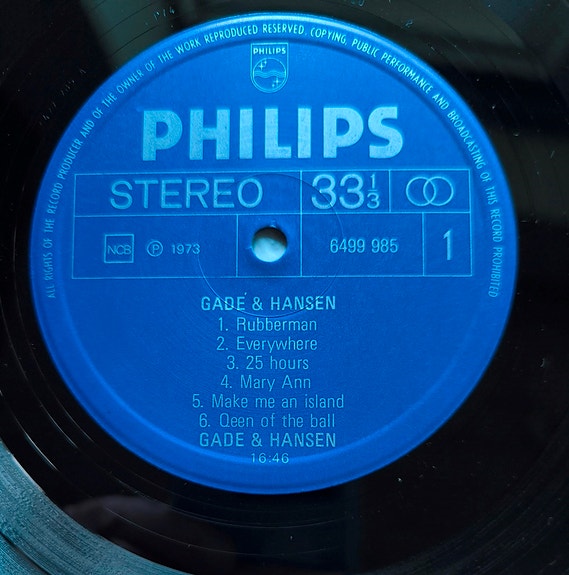 ALL RIGHTS OF THE RECORD PRODUCER AND OF THE OWNER OF THE WORK REPRODUCED RESERVED. COPYING, PUBLIC PERFORMANCE AND BROADCASTING OF THIS RECORD PROHIBITED
PHILIPS
PHILIPS
STEREO 33 1/3
NCB Ⓟ 1973 6499 985 1
GADE & HANSEN
1. Rubberman
2. Everywhere
3. 25 hours
4. Mary Ann
5. Make me an island
6. Qeen of the ball
GADE & HANSEN
16:46